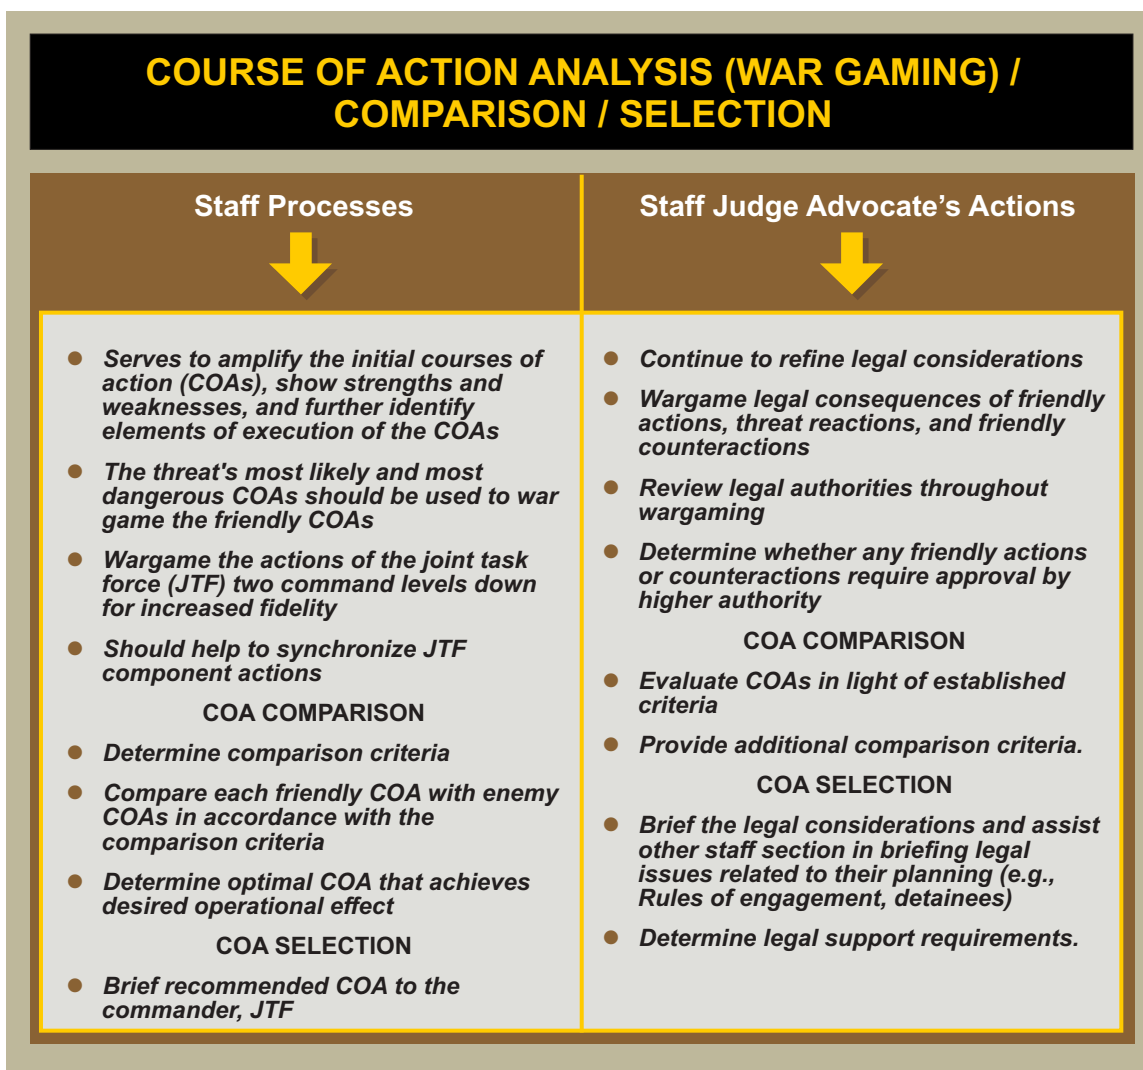 COURSE OF ACTION ANALYSIS (WAR GAMING) /
COMPARISON / SELECTION
Staff Processes
● Serves to amplify the initial courses of
action (COAs), show strengths and
weaknesses, and further identify
elements of execution of the COAs
● The threat's most likely and most
dangerous COAs should be used to war
game the friendly COAs
● Wargame the actions of the joint task
force (JTF) two command levels down
for increased fidelity
● Should help to synchronize JTF
component actions
COA COMPARISON
● Determine comparison criteria
● Compare each friendly COA with enemy
COAs in accordance with the
comparison criteria
● Determine optimal COA that achieves
desired operational effect
COA SELECTION
● Brief recommended COA to the
commander, JTF
Staff Judge Advocate’s Actions
● Continue to refine legal considerations
● Wargame legal consequences of friendly
actions, threat reactions, and friendly
counteractions
● Review legal authorities throughout
wargaming
● Determine whether any friendly actions
or counteractions require approval by
higher authority
COA COMPARISON
● Evaluate COAs in light of established
criteria
● Provide additional comparison criteria.
COA SELECTION
● Brief the legal considerations and assist
other staff section in briefing legal
issues related to their planning (e.g.,
Rules of engagement, detainees)
● Determine legal support requirements.